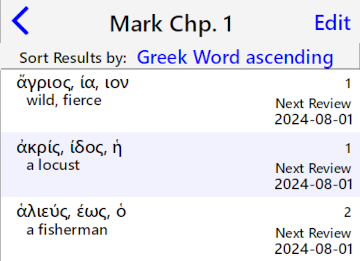 Mark Chp. 1
Edit
Sort Results by: Greek Word ascending
ἄγριος, ία, ιον
1
wild, fierce
Next Review
2024-08-01
ἀκρίς, ίδος, ἡ
1
a locust
Next Review
2024-08-01
ἁλιεύς, έως, ὁ
2
a fisherman
Next Review
2024-08-01